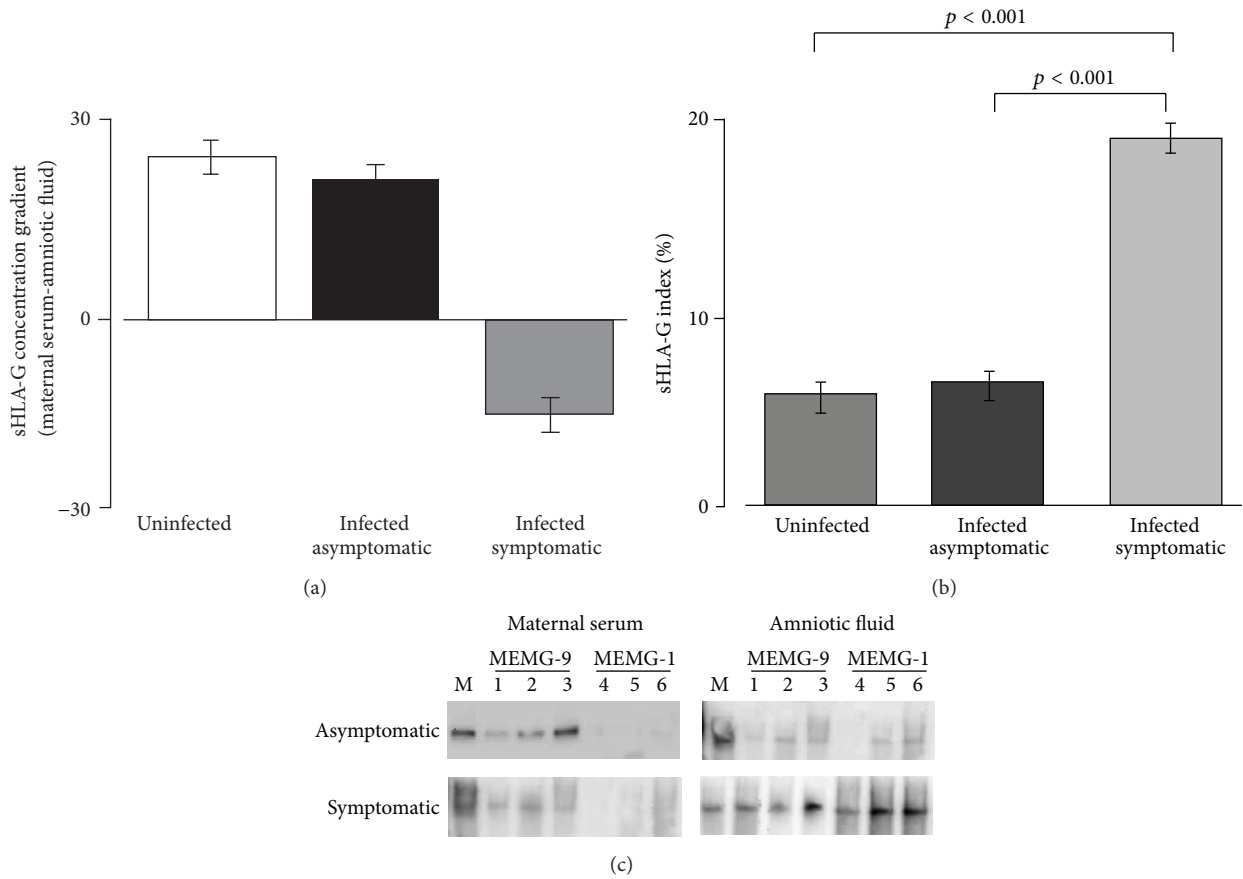 sHLA-G concentration gradient
(maternal serum-amniotic fluid)
30
0
−30
Uninfected
Infected
asymptomatic
Infected
symptomatic
(a)
p < 0.001
p < 0.001
sHLA-G index (%)
20
10
0
Uninfected
Infected
asymptomatic
Infected
symptomatic
(b)
Maternal serum
MEMG-9 MEMG-1
M 1 2 3 4 5 6
Amniotic fluid
MEMG-9 MEMG-1
M 1 2 3 4 5 6
Asymptomatic
Symptomatic
(c)